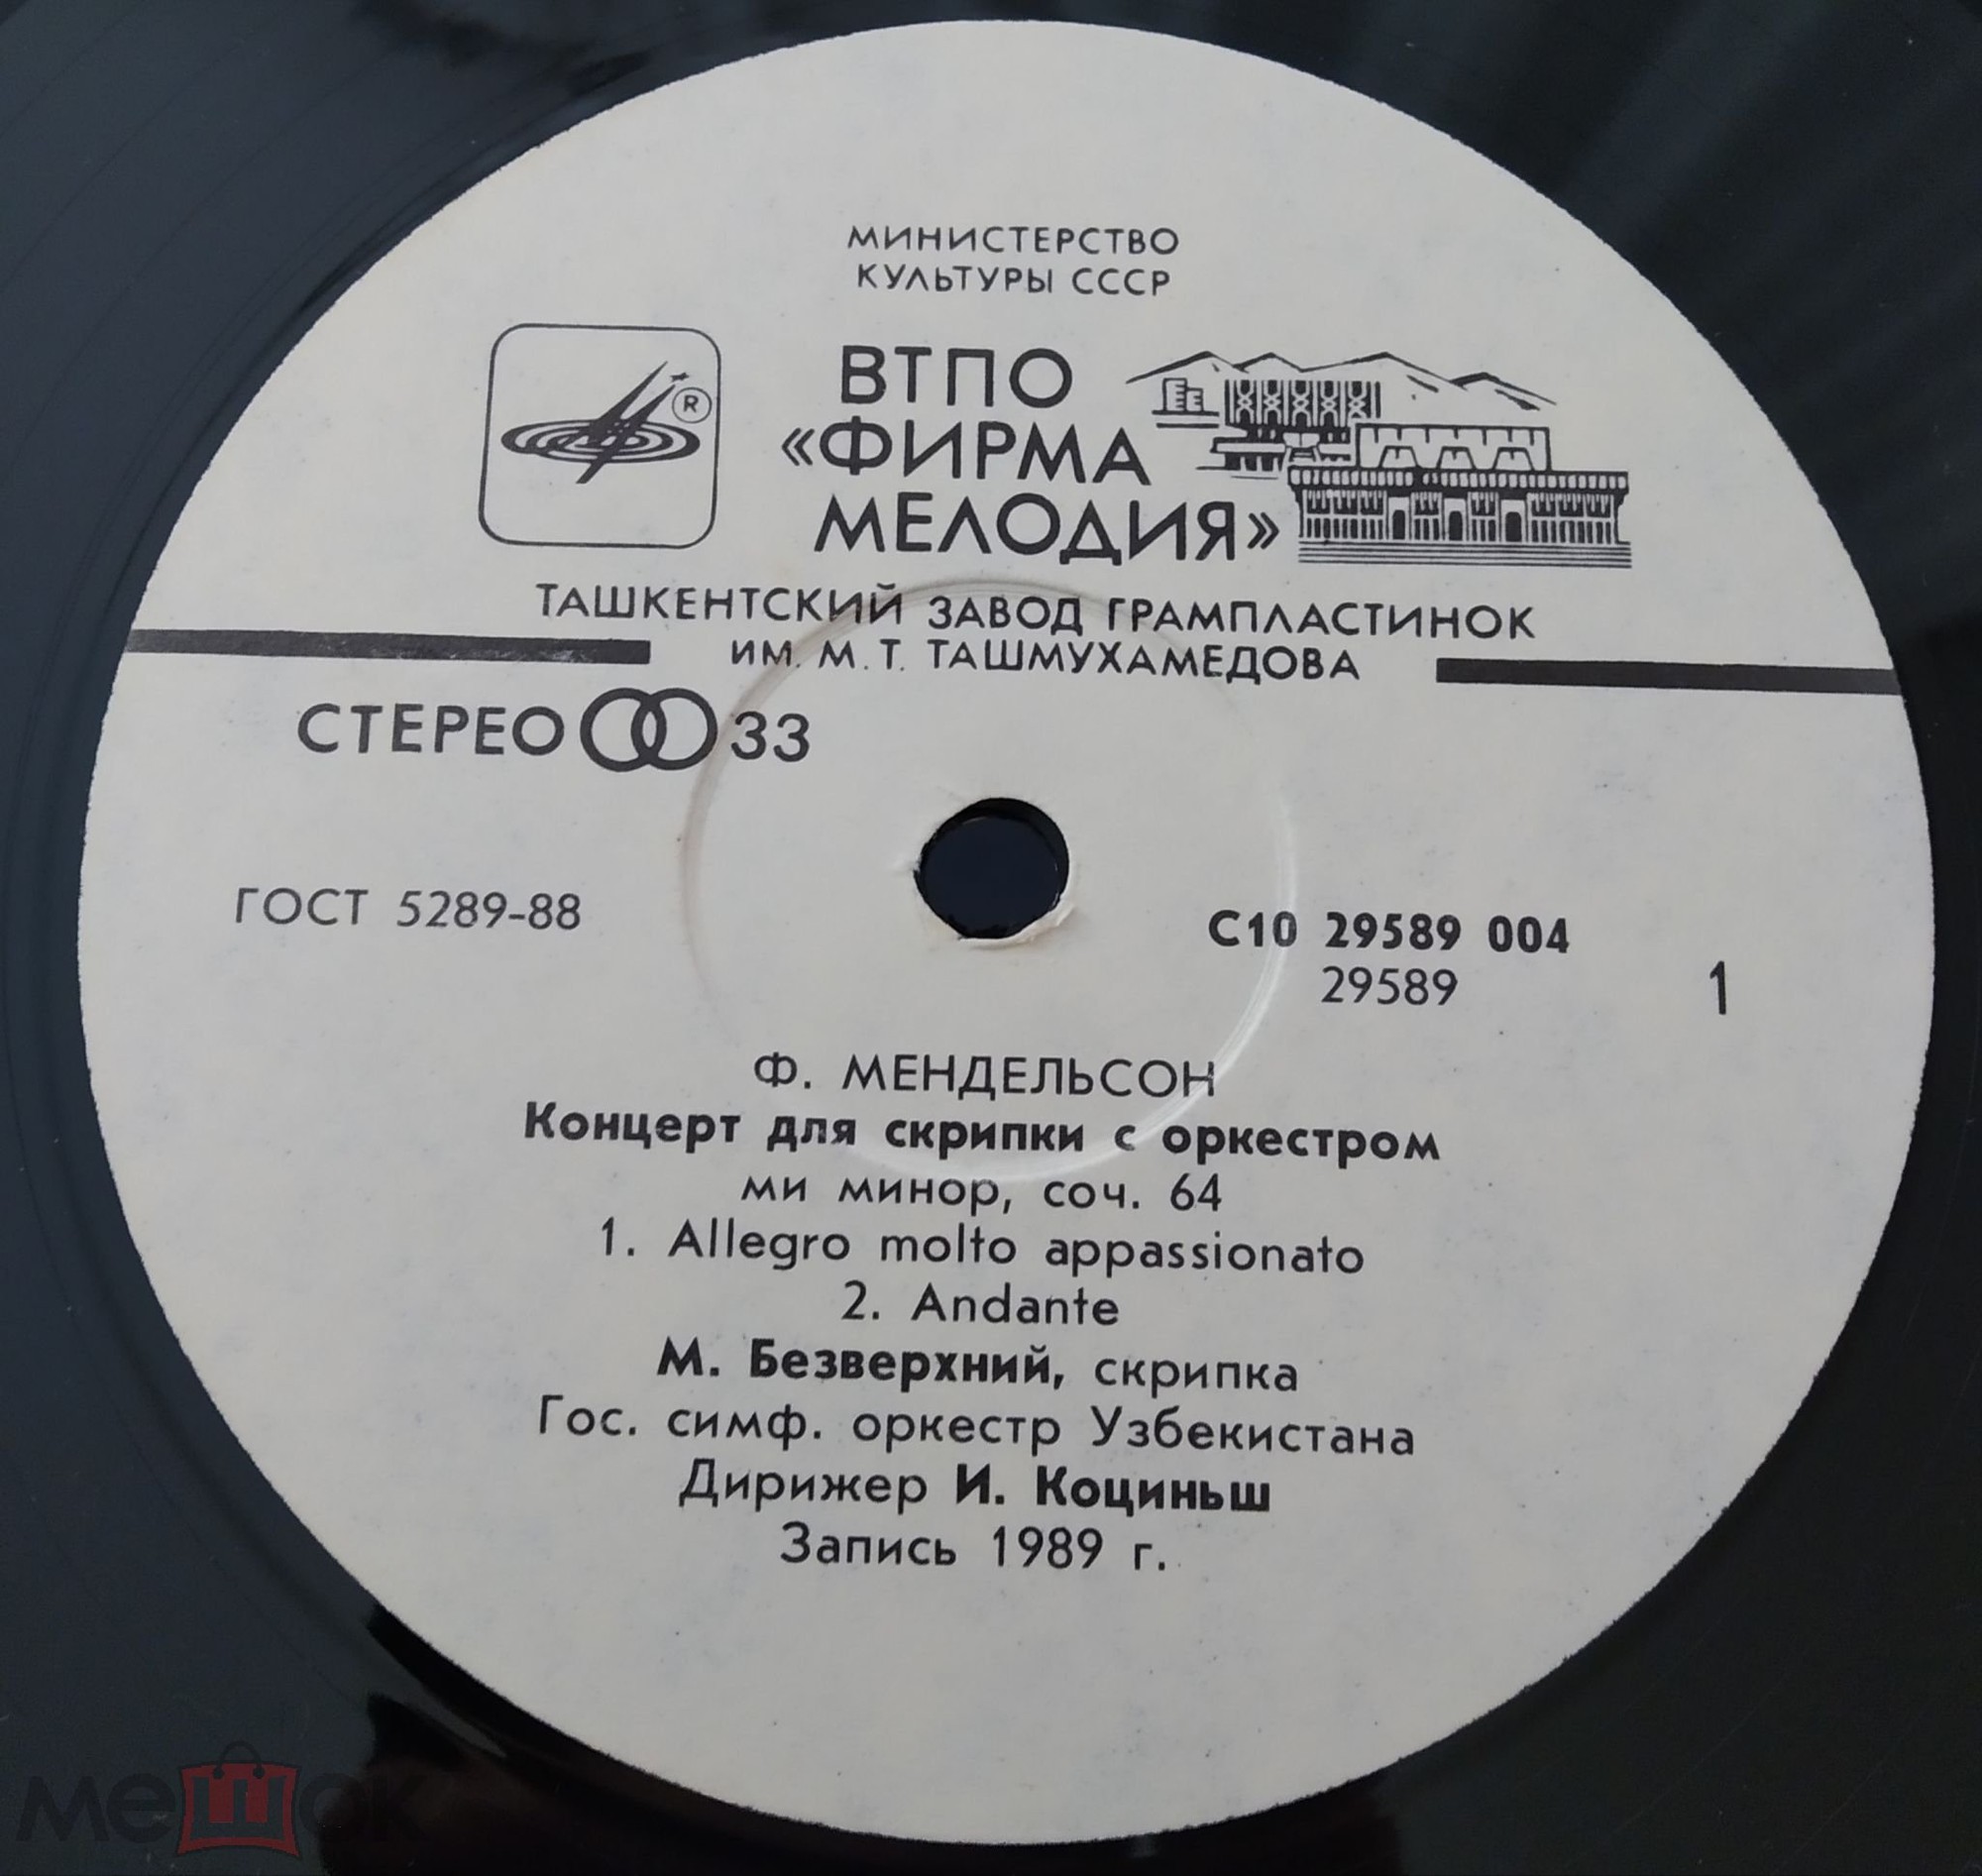 МИНИСТЕРСТВО
КУЛЬТУРЫ СССР
ВТПО
«ФИРМА
МЕЛОДИЯ»
®
ТАШКЕНТСКИЙ ЗАВОД ГРАМПЛАСТИНОК
ИМ. М. Т. ТАШМУХАМЕДОВА
СТЕРЕО 33
ГОСТ 5289-88
С10 29589 004
29589
1
Ф. МЕНДЕЛЬСОН
Концерт для скрипки с оркестром
ми минор, соч. 64
1. Allegro molto appassionato
2. Andante
М. Безверхний, скрипка
Гос. симф. оркестр Узбекистана
Дирижер И. Коциньш
Запись 1989 г.
мешок